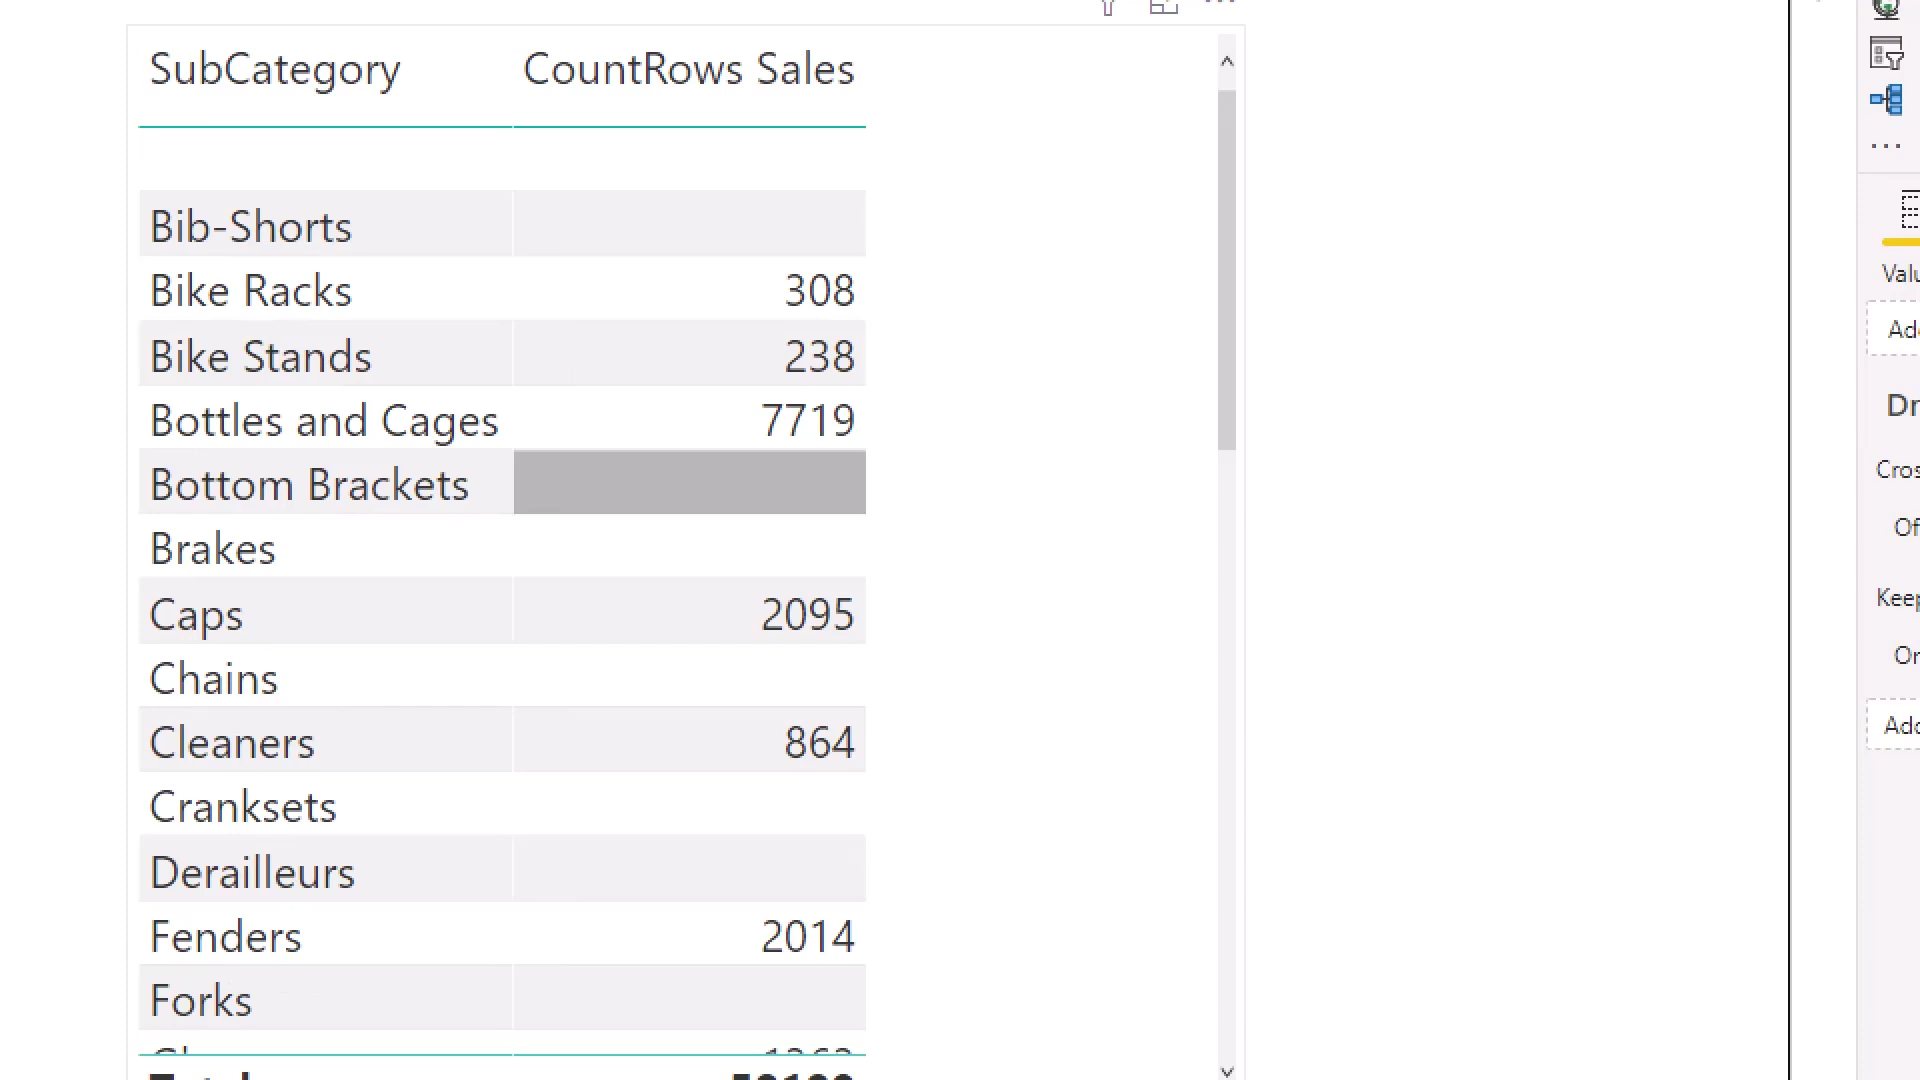 SubCategory CountRows Sales
Bib-Shorts
Bike Racks 308
Bike Stands 238
Bottles and Cages 7719
Bottom Brackets
Brakes
Caps 2095
Chains
Cleaners 864
Cranksets
Derailleurs
Fenders 2014
Forks